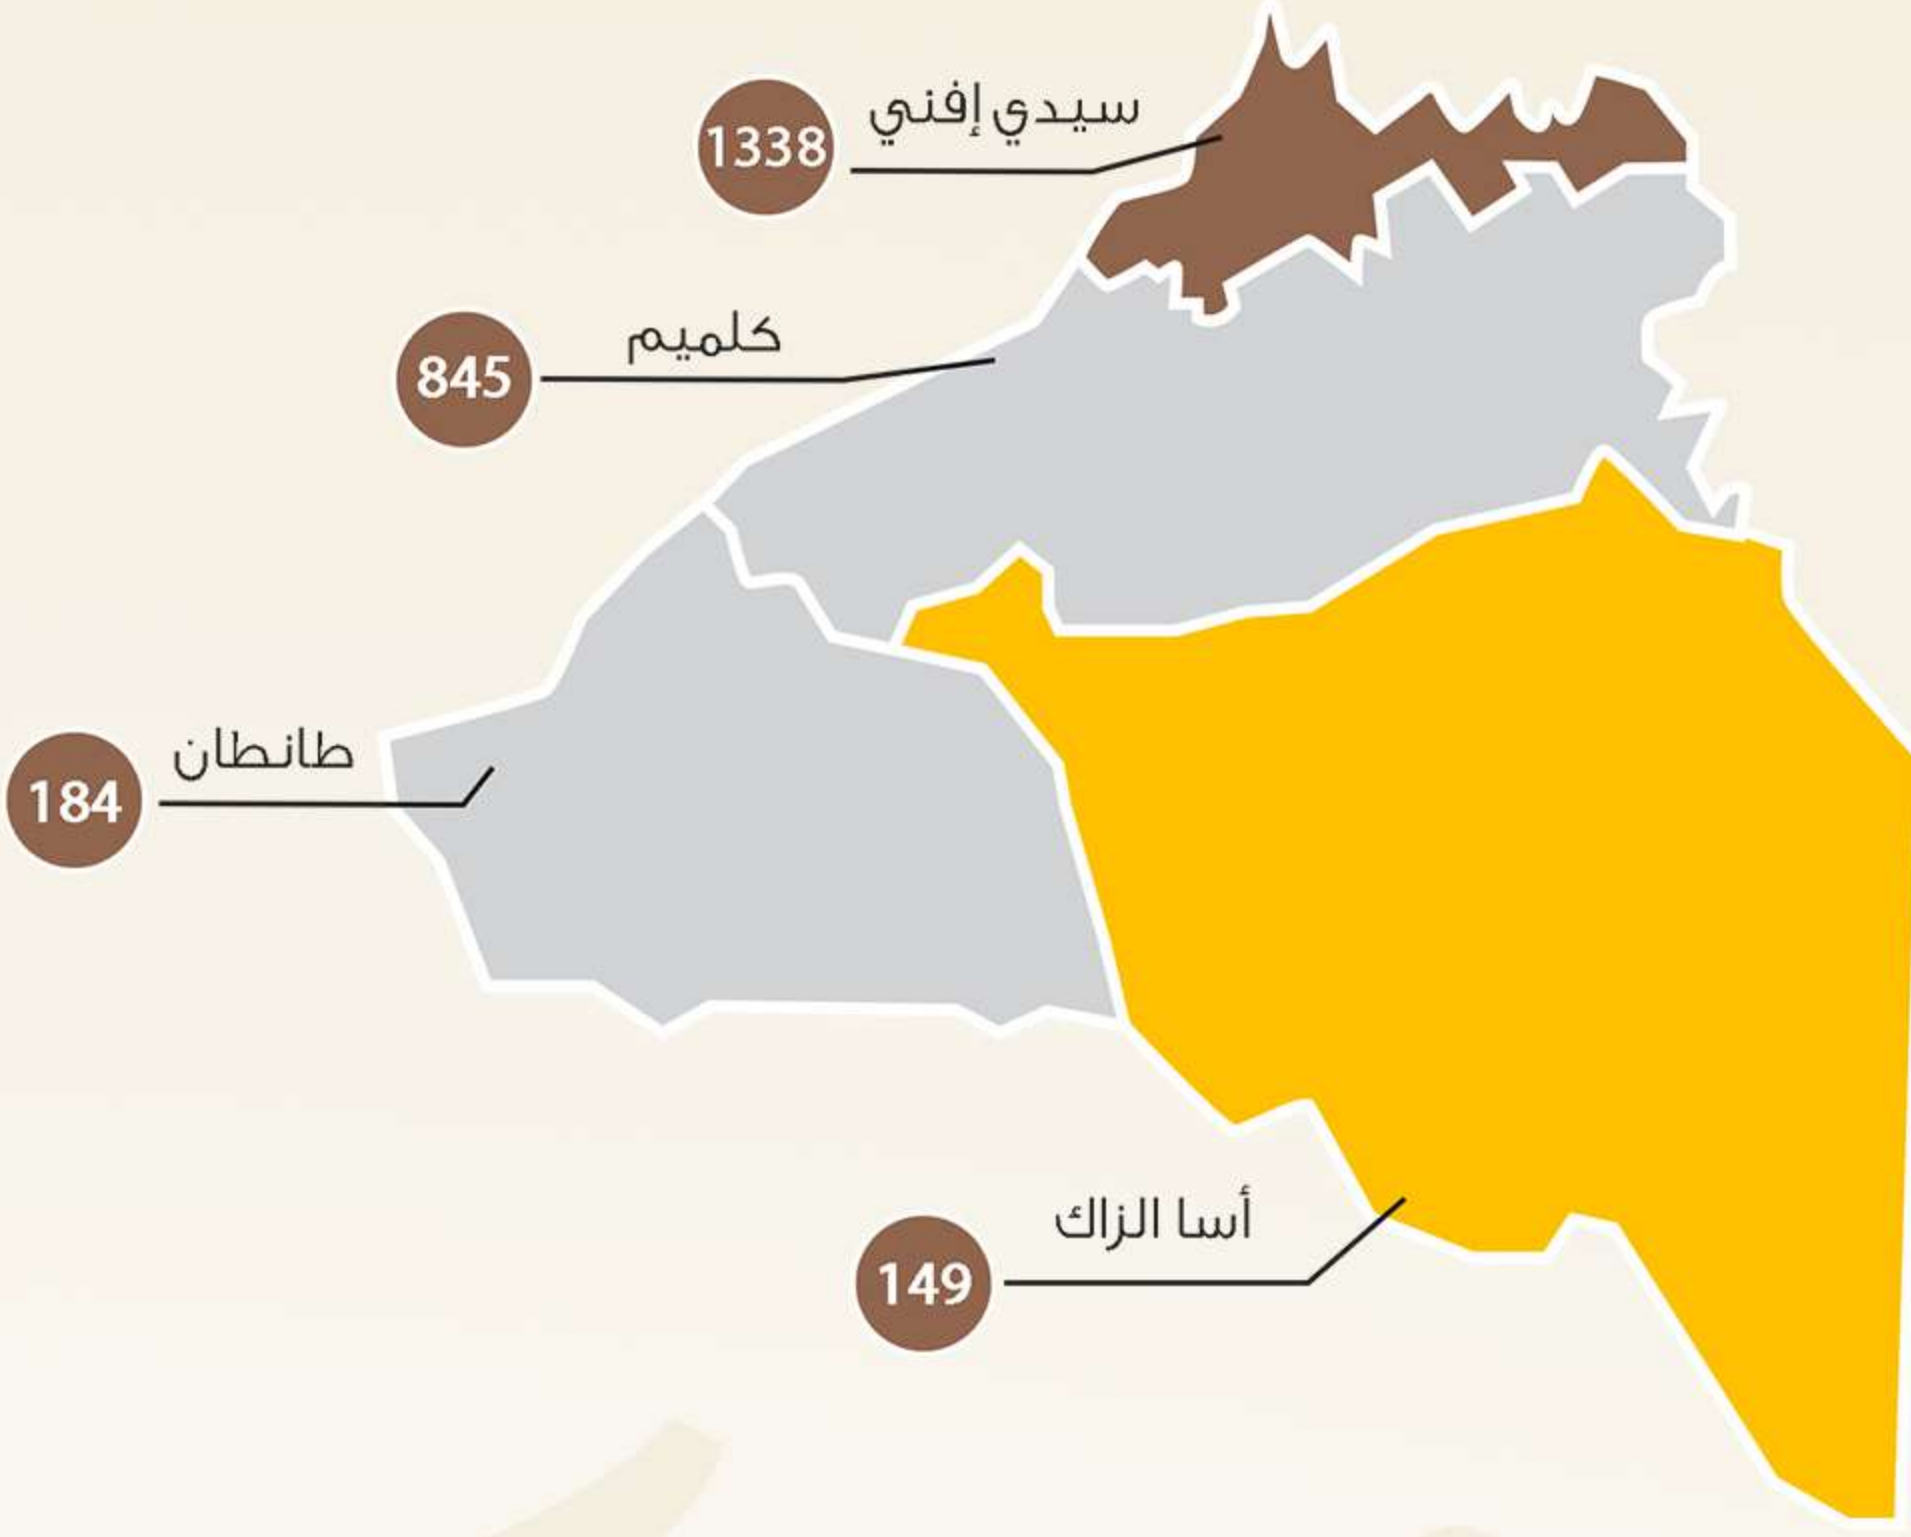 سيدي إفني
1338
كلميم
845
طانطان
184
أسا الزاك
149